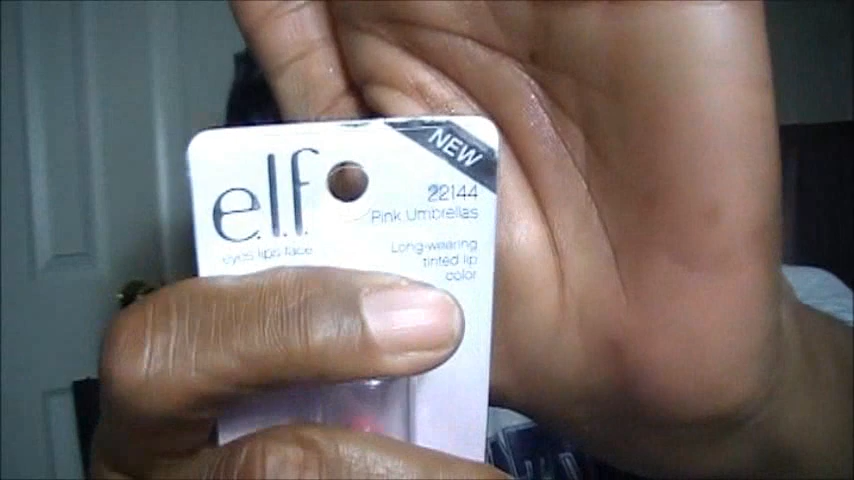 NEW
e.l.f.
eyes lips face
22144
Pink Umbrellas
Long-wearing
tinted lip
color